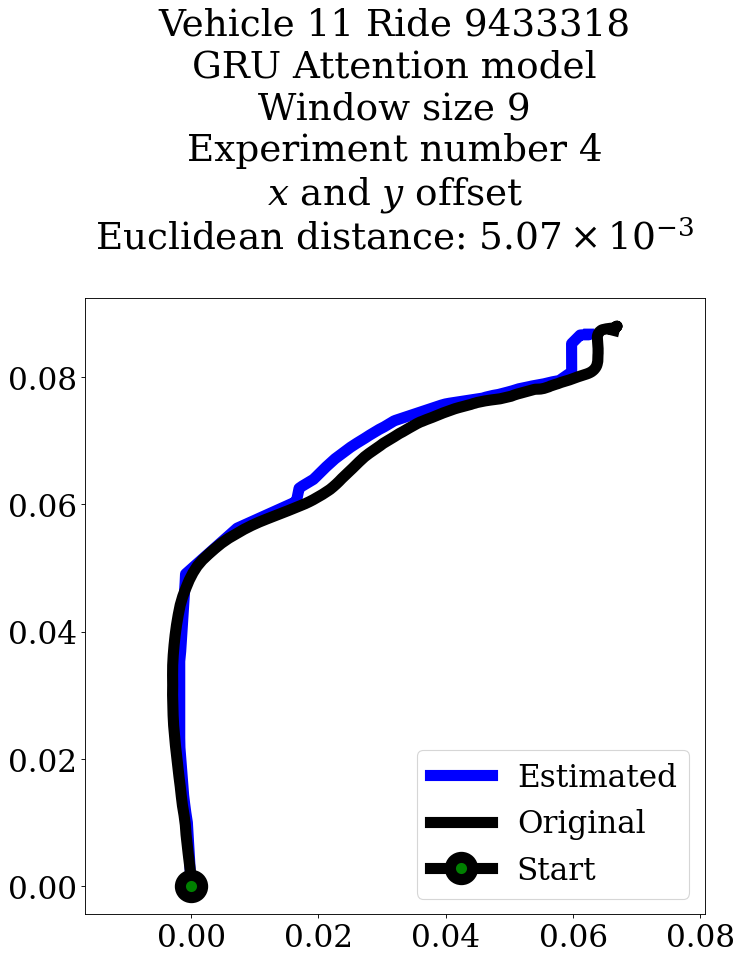 Vehicle 11 Ride 9433318
GRU Attention model
Window size 9
Experiment number 4
x and y offset
Euclidean distance: 5.07 × 10⁻³
0.08
0.06
0.04
0.02
0.00
Estimated
Original
Start
0.00 0.02 0.04 0.06 0.08